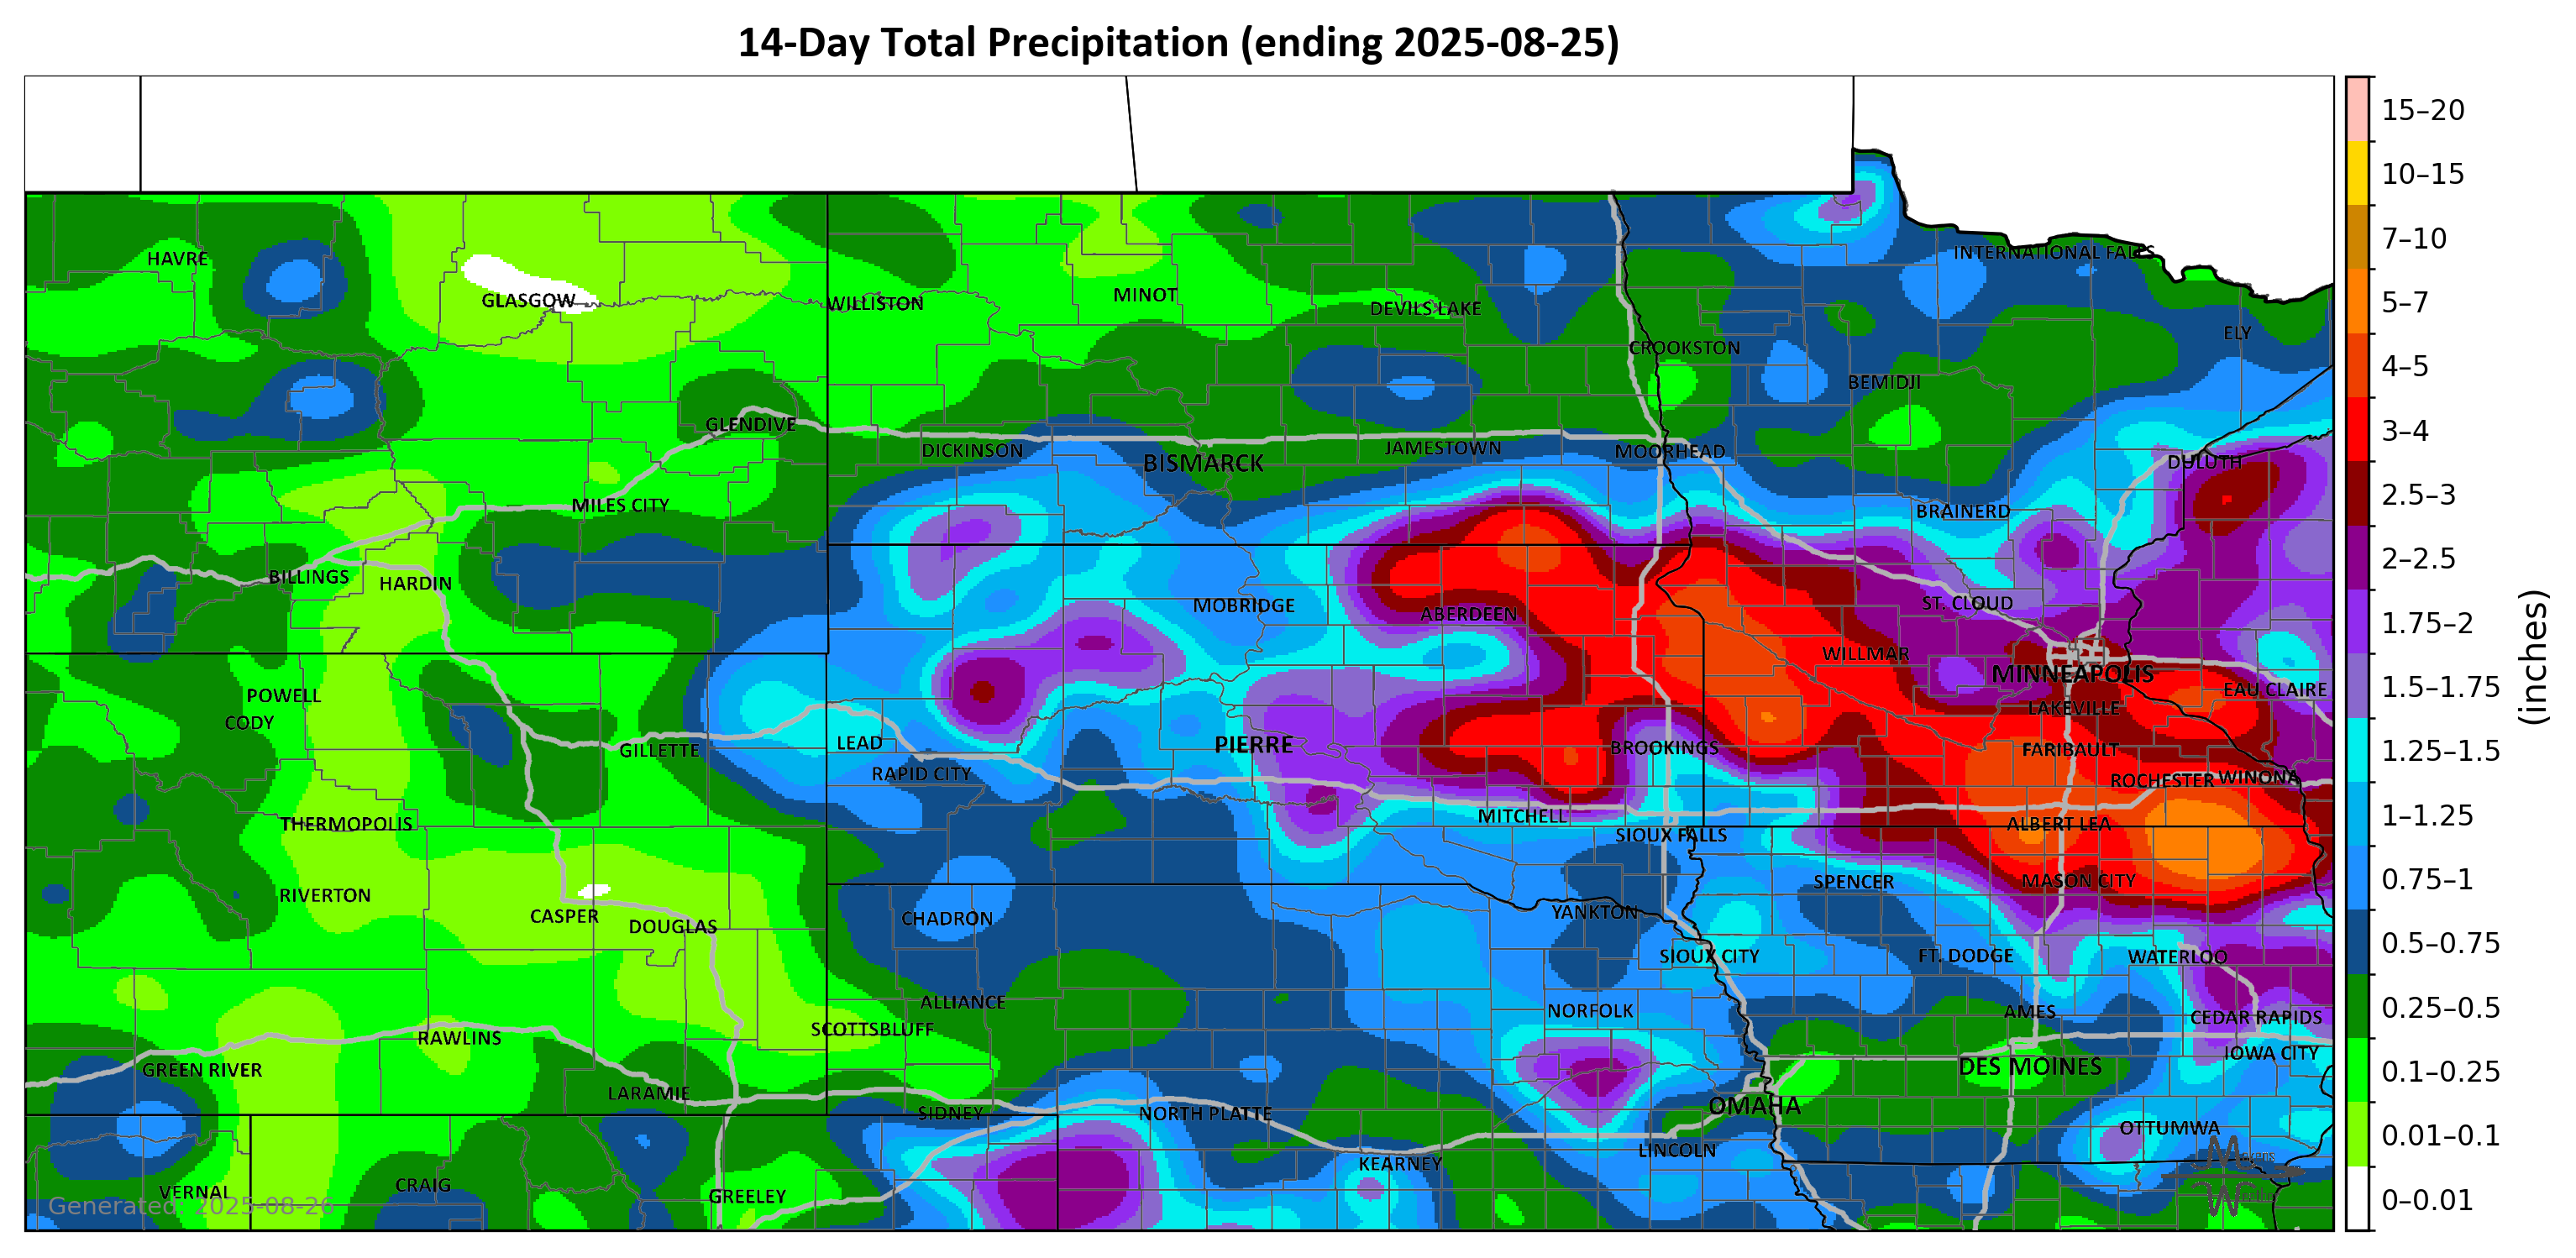 14-Day Total Precipitation (ending 2025-08-25)
15–20
10–15
7–10
5–7
4–5
3–4
2.5–3
2–2.5
1.75–2
1.5–1.75
1.25–1.5
1–1.25
0.75–1
0.5–0.75
0.25–0.5
0.1–0.25
0.01–0.1
0–0.01
(inches)
HAVRE
INTERNATIONAL FALLS
GLASGOW
WILLISTON
MINOT
DEVILS LAKE
ELY
CROOKSTON
BEMIDJI
GLENDIVE
DICKINSON
BISMARCK
JAMESTOWN
MOORHEAD
DULUTH
MILES CITY
BRAINERD
BILLINGS
HARDIN
MOBRIDGE
ABERDEEN
ST. CLOUD
WILLMAR
MINNEAPOLIS
POWELL
EAU CLAIRE
CODY
LAKEVILLE
GILLETTE
LEAD
PIERRE
BROOKINGS
FARIBAULT
RAPID CITY
ROCHESTER
WINONA
THERMOPOLIS
MITCHELL
ALBERT LEA
SIOUX FALLS
RIVERTON
SPENCER
MASON CITY
CASPER
DOUGLAS
CHADRON
YANKTON
SIOUX CITY
FT. DODGE
WATERLOO
ALLIANCE
NORFOLK
AMES
CEDAR RAPIDS
SCOTTSBLUFF
RAWLINS
IOWA CITY
GREEN RIVER
DES MOINES
LARAMIE
OMAHA
SIDNEY
NORTH PLATTE
OTTUMWA
LINCOLN
KEARNEY
VERNAL
CRAIG
GREELEY
Generated: 2025-08-26